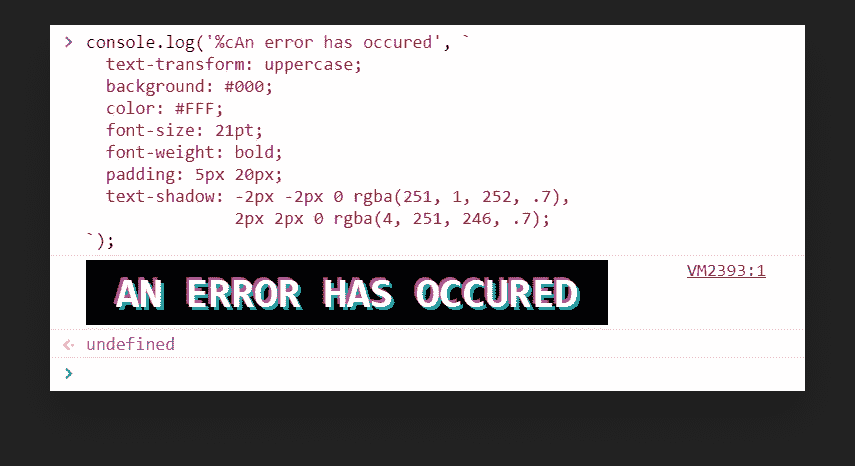 > console.log('%cAn error has occured', `
text-transform: uppercase;
background: #000;
color: #FFF;
font-size: 21pt;
font-weight: bold;
padding: 5px 20px;
text-shadow: -2px -2px 0 rgba(251, 1, 252, .7),
2px 2px 0 rgba(4, 251, 246, .7);
`);
AN ERROR HAS OCCURED
VM2393:1
undefined
>